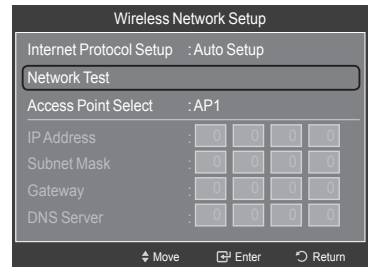 Wireless Network Setup
Internet Protocol Setup : Auto Setup
Network Test
Access Point Select : AP1
IP Address : 0 0 0 0
Subnet Mask : 0 0 0 0
Gateway : 0 0 0 0
DNS Server : 0 0 0 0
Move Enter Return